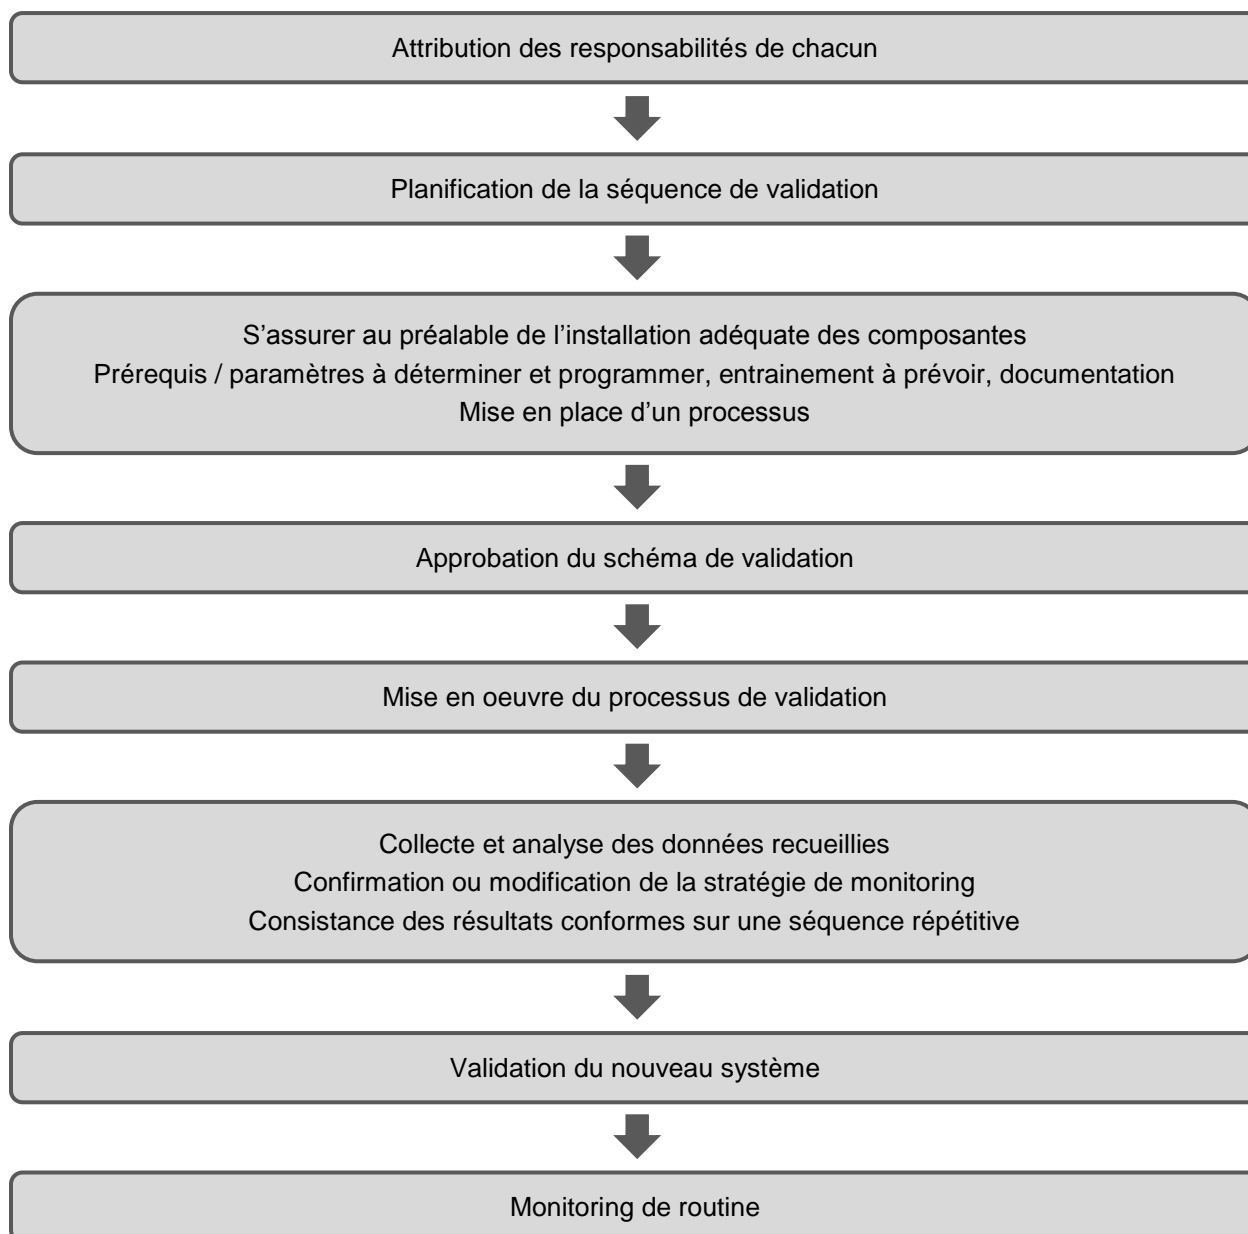 Attribution des responsabilités de chacun
Planification de la séquence de validation
S’assurer au préalable de l’installation adéquate des composantes
Prérequis / paramètres à déterminer et programmer, entrainement à prévoir, documentation
Mise en place d’un processus
Approbation du schéma de validation
Mise en oeuvre du processus de validation
Collecte et analyse des données recueillies
Confirmation ou modification de la stratégie de monitoring
Consistance des résultats conformes sur une séquence répétitive
Validation du nouveau système
Monitoring de routine